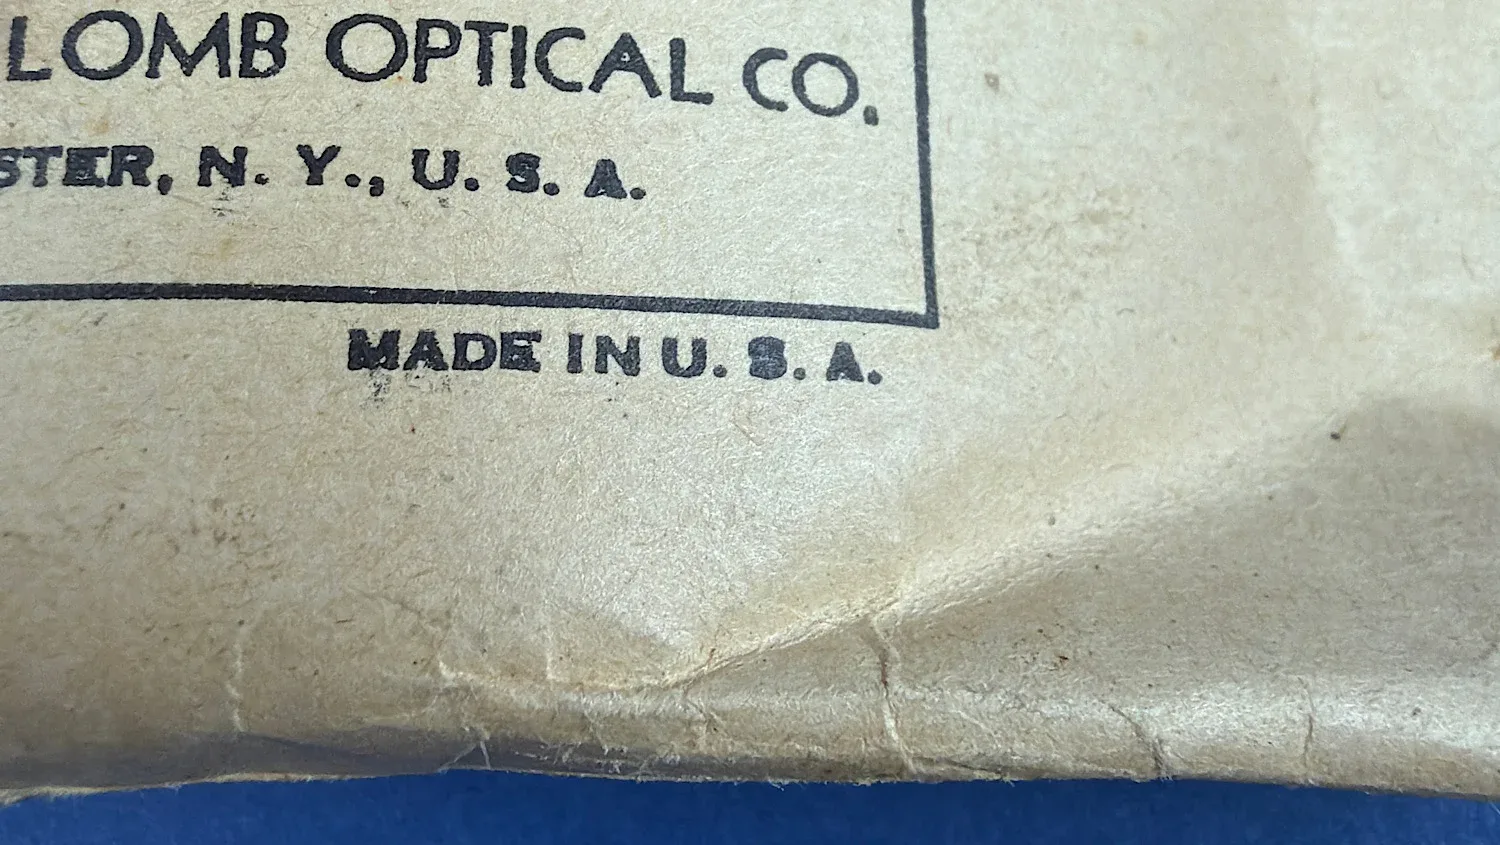 LOMB OPTICAL CO.
STER, N. Y., U. S. A.
MADE IN U. S. A.